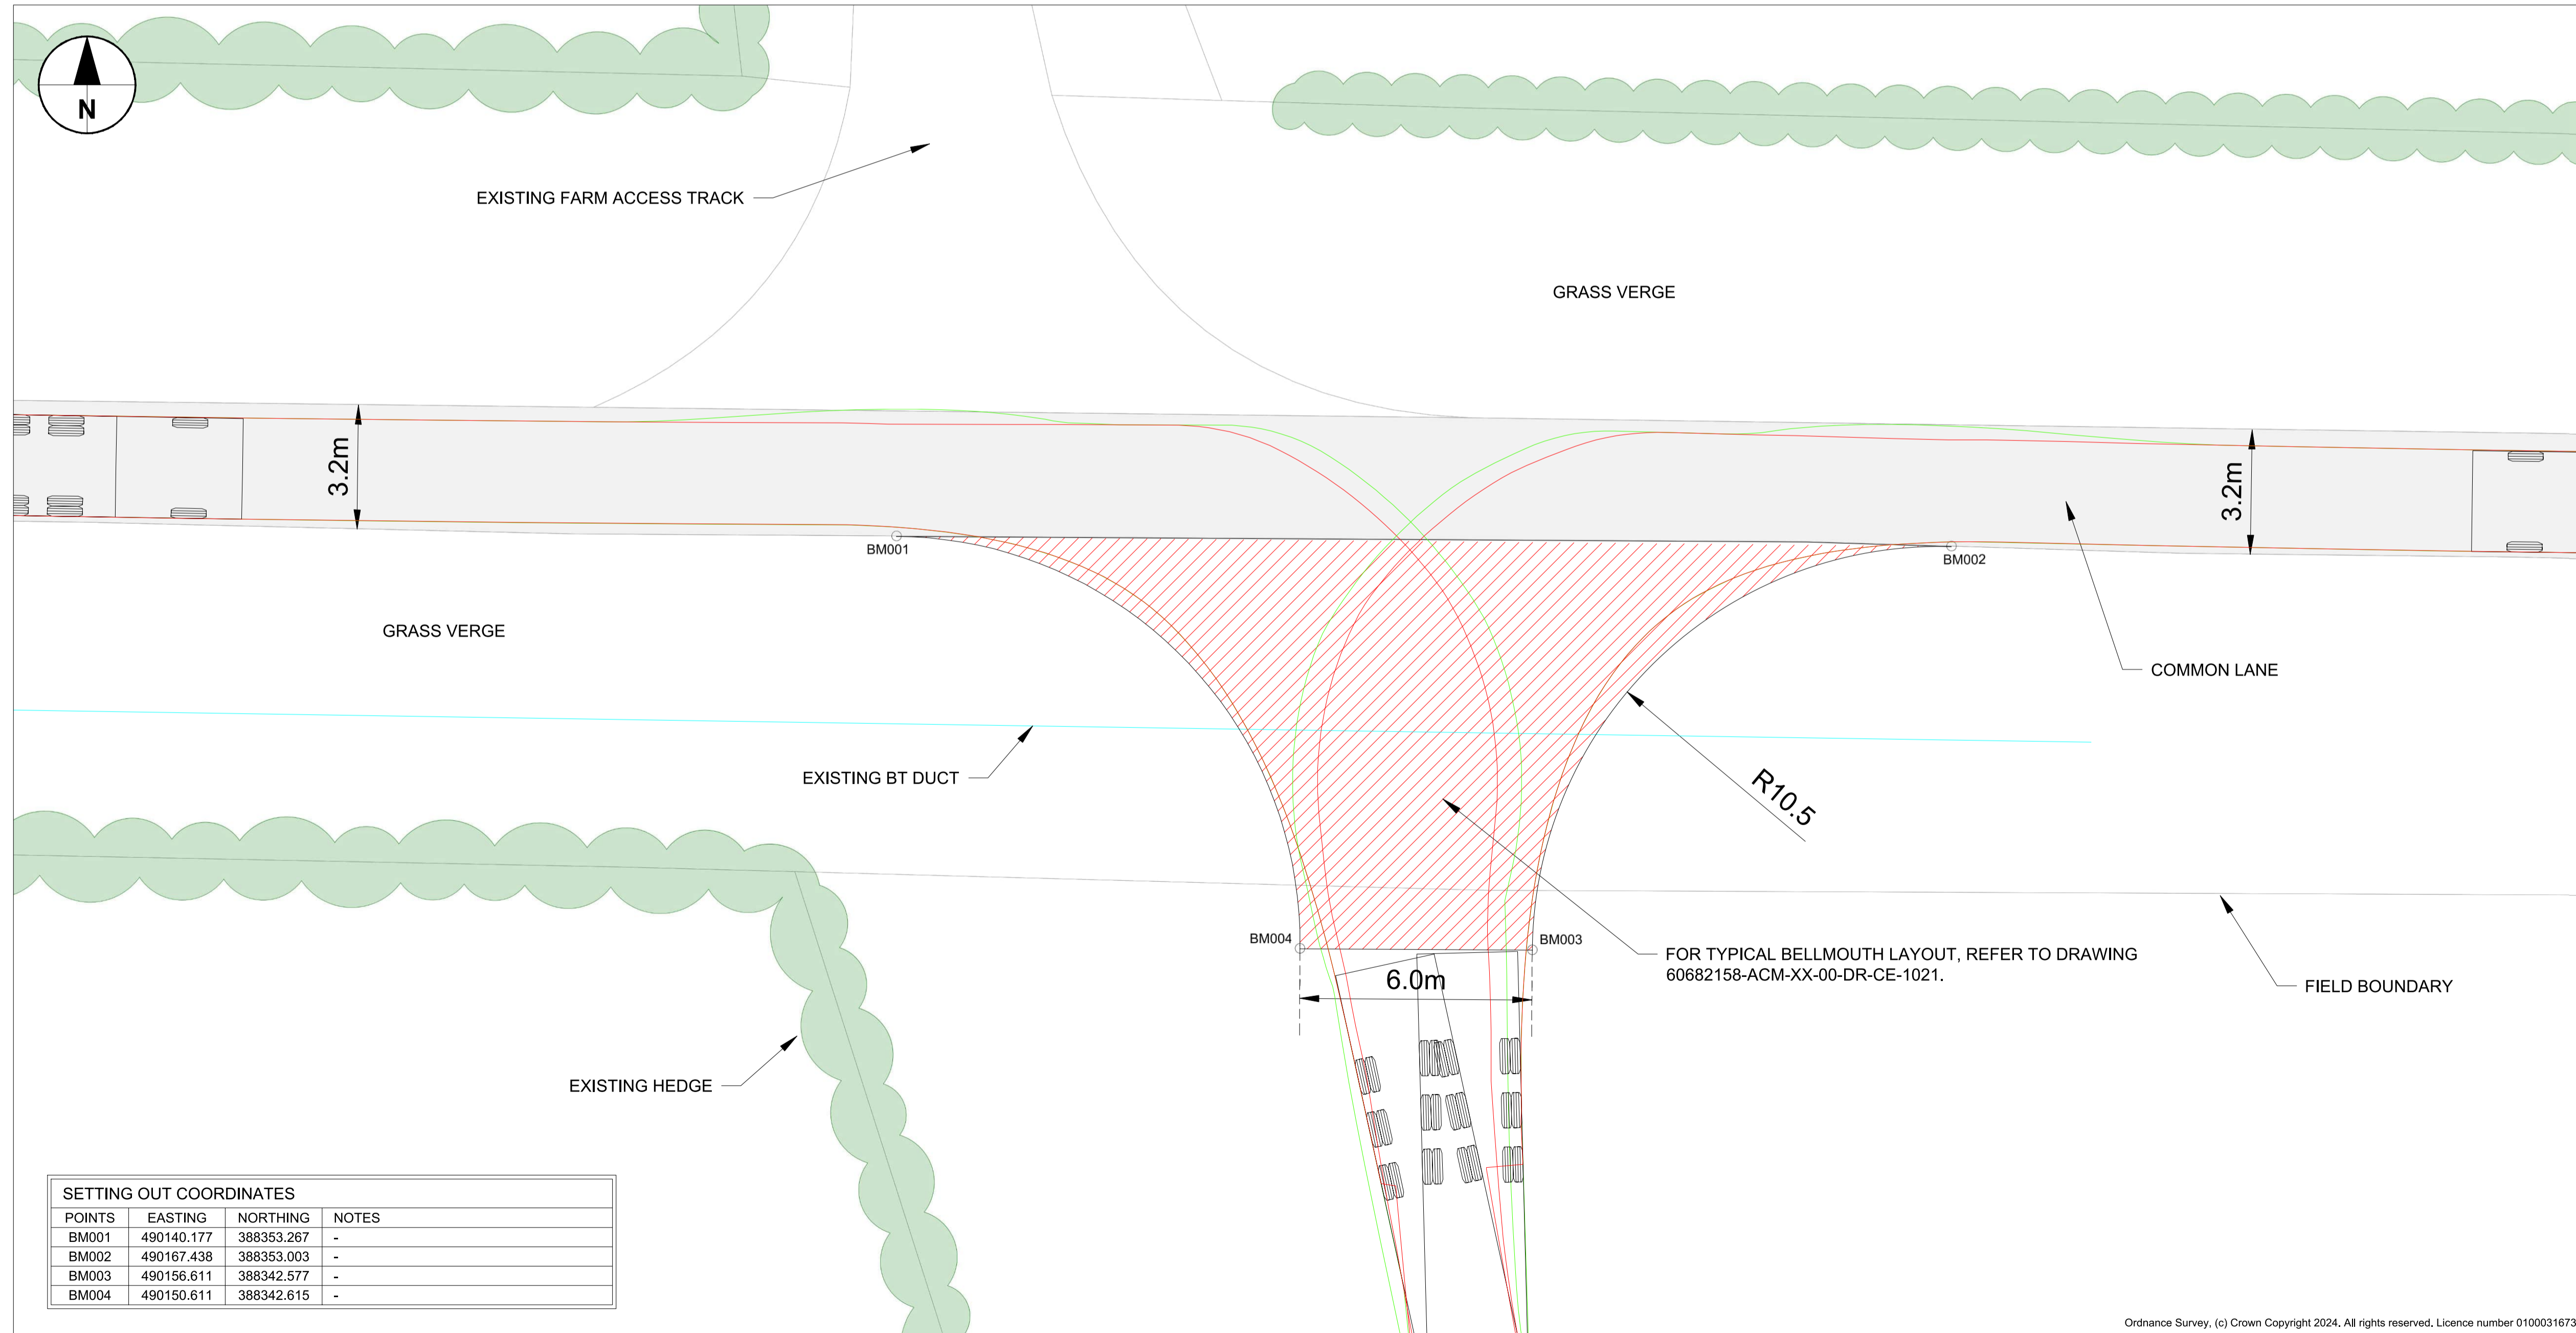 N
EXISTING FARM ACCESS TRACK
GRASS VERGE
3.2m
3.2m
BM001
BM002
GRASS VERGE
COMMON LANE
EXISTING BT DUCT
R10.5
BM004
BM003
FOR TYPICAL BELLMOUTH LAYOUT, REFER TO DRAWING
60682158-ACM-XX-00-DR-CE-1021.
6.0m
FIELD BOUNDARY
EXISTING HEDGE
SETTING OUT COORDINATES
POINTS EASTING NORTHING NOTES
BM001 490140.177 388353.267 -
BM002 490167.438 388353.003 -
BM003 490156.611 388342.577 -
BM004 490150.611 388342.615 -
Ordnance Survey, (c) Crown Copyright 2024. All rights reserved. Licence number 0100031673